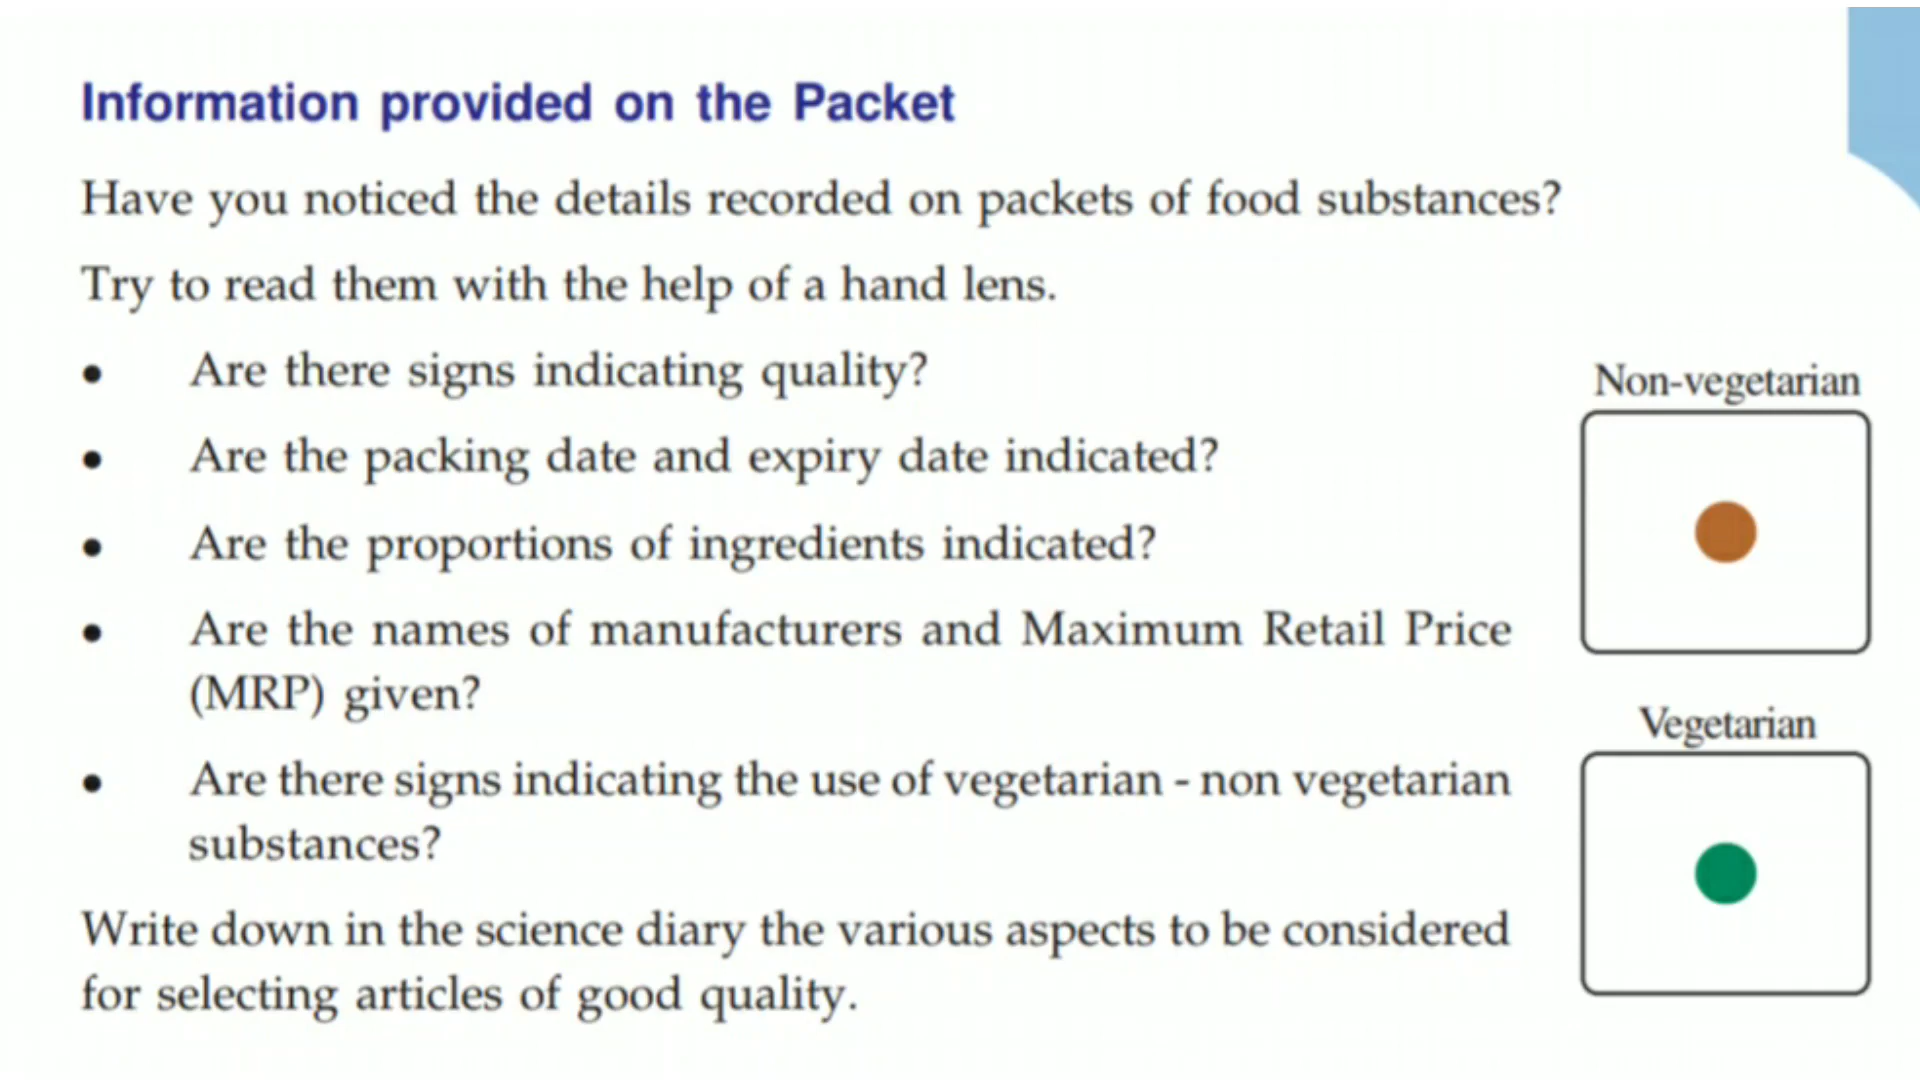 Information provided on the Packet
Have you noticed the details recorded on packets of food substances?
Try to read them with the help of a hand lens.
• Are there signs indicating quality?
• Are the packing date and expiry date indicated?
• Are the proportions of ingredients indicated?
• Are the names of manufacturers and Maximum Retail Price
(MRP) given?
• Are there signs indicating the use of vegetarian - non vegetarian
substances?
Write down in the science diary the various aspects to be considered
for selecting articles of good quality.
Non-vegetarian
Vegetarian